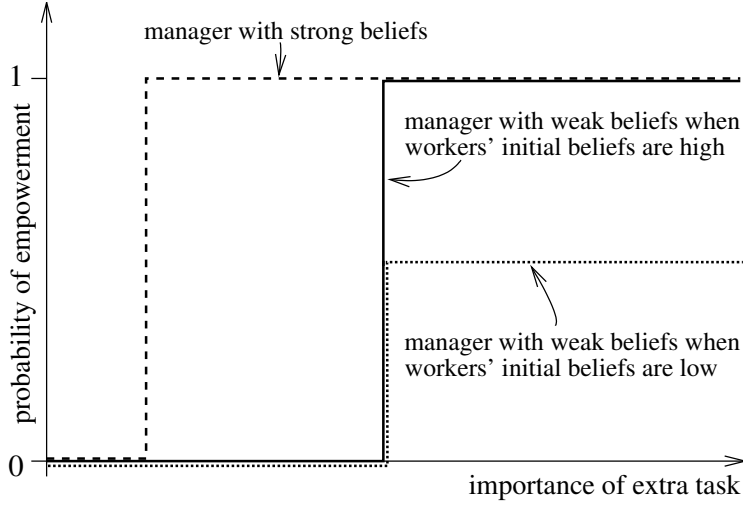 manager with strong beliefs
1
manager with weak beliefs when
workers' initial beliefs are high
probability of empowerment
manager with weak beliefs when
workers' initial beliefs are low
0
importance of extra task